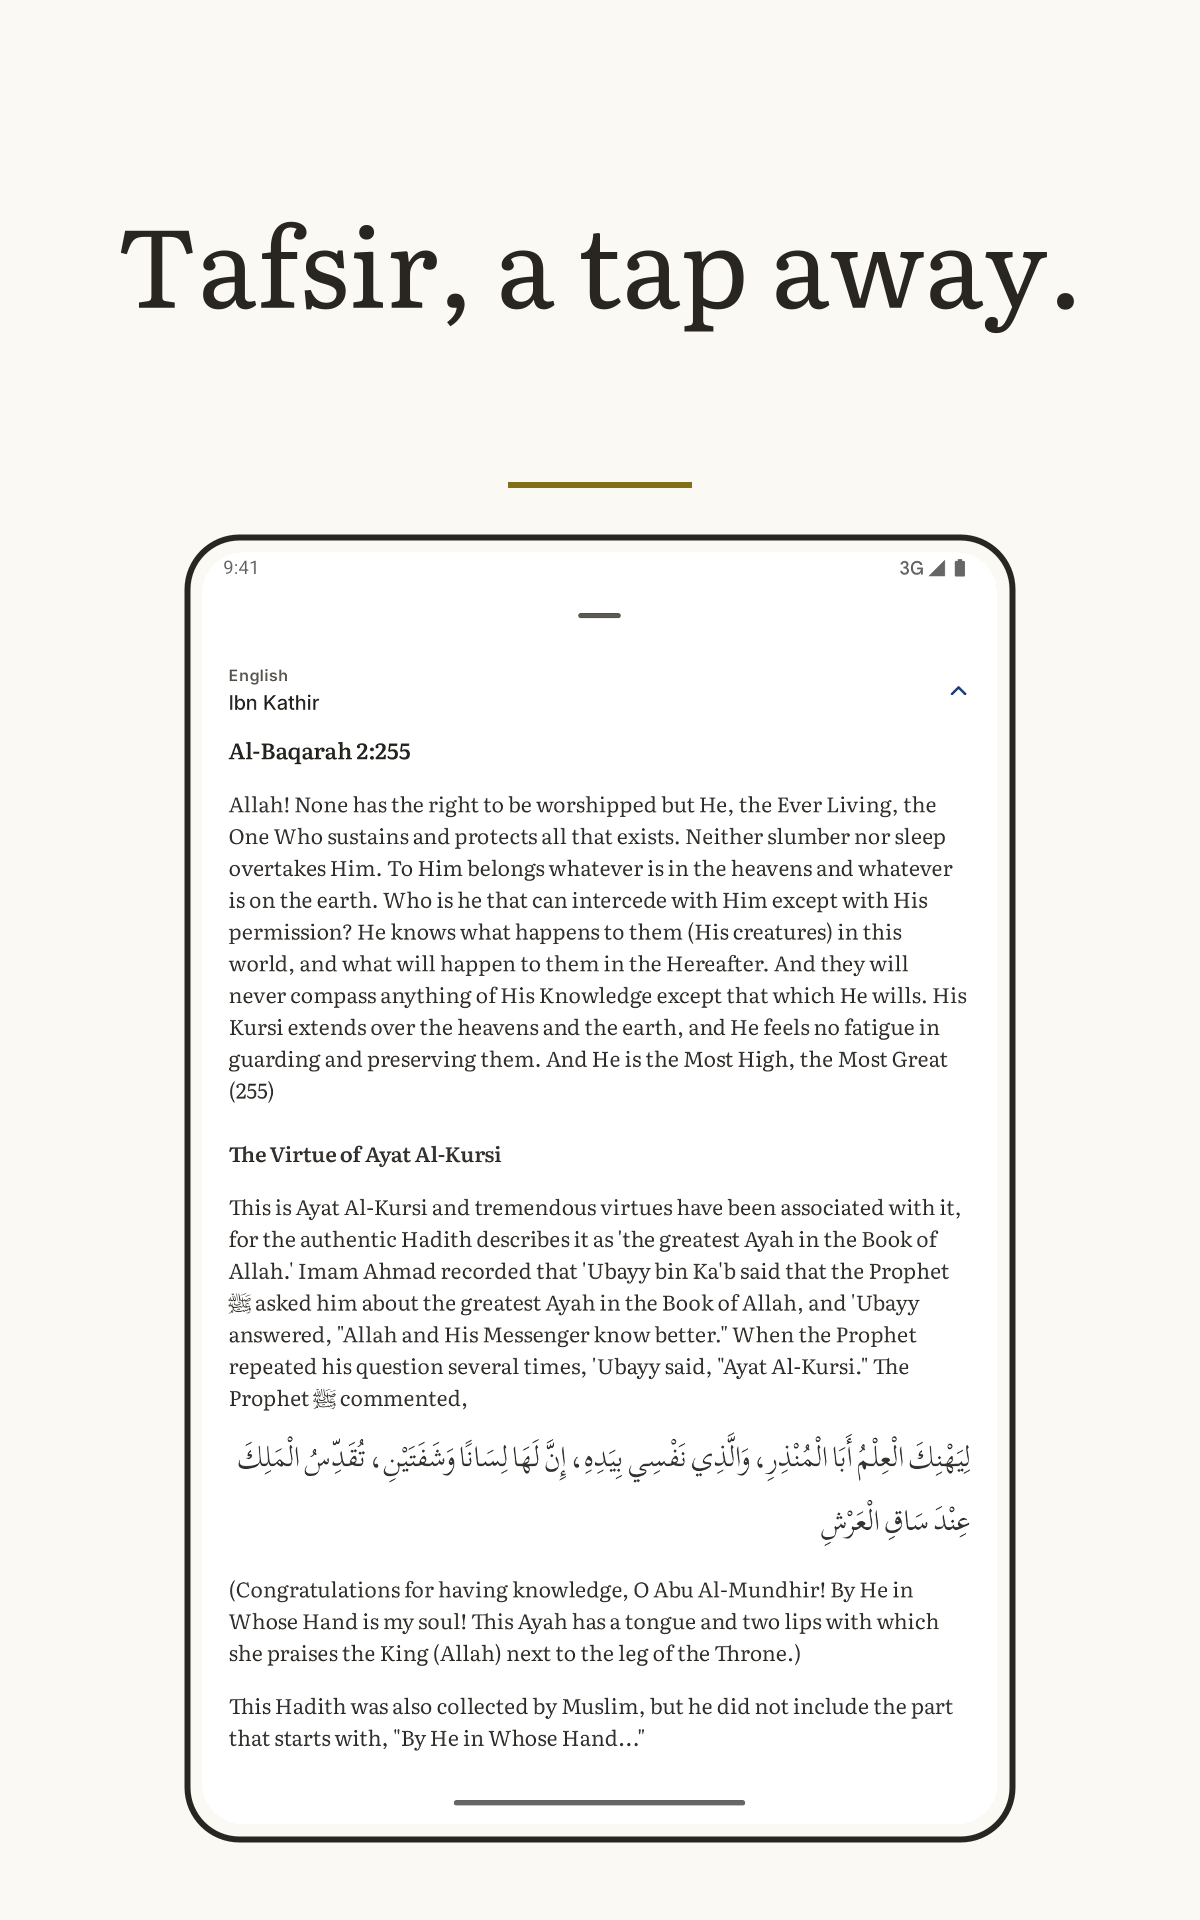 Tafsir, a tap away.
9:41
3G
English
Ibn Kathir
Al-Baqarah 2:255
Allah! None has the right to be worshipped but He, the Ever Living, the
One Who sustains and protects all that exists. Neither slumber nor sleep
overtakes Him. To Him belongs whatever is in the heavens and whatever
is on the earth. Who is he that can intercede with Him except with His
permission? He knows what happens to them (His creatures) in this
world, and what will happen to them in the Hereafter. And they will
never compass anything of His Knowledge except that which He wills. His
Kursi extends over the heavens and the earth, and He feels no fatigue in
guarding and preserving them. And He is the Most High, the Most Great
(255)
The Virtue of Ayat Al-Kursi
This is Ayat Al-Kursi and tremendous virtues have been associated with it,
for the authentic Hadith describes it as 'the greatest Ayah in the Book of
Allah.' Imam Ahmad recorded that 'Ubayy bin Ka'b said that the Prophet
ﷺ asked him about the greatest Ayah in the Book of Allah, and 'Ubayy
answered, "Allah and His Messenger know better." When the Prophet
repeated his question several times, 'Ubayy said, "Ayat Al-Kursi." The
Prophet ﷺ commented,
لِيَهْنِكَ الْعِلْمُ أَبَا الْمُنْذِرِ، وَالَّذِي نَفْسِي بِيَدِهِ، إِنَّ لَهَا لِسَانًا وَشَفَتَيْنِ، تُقَدِّسُ الْمَلِكَ
عِنْدَ سَاقِ الْعَرْشِ
(Congratulations for having knowledge, O Abu Al-Mundhir! By He in
Whose Hand is my soul! This Ayah has a tongue and two lips with which
she praises the King (Allah) next to the leg of the Throne.)
This Hadith was also collected by Muslim, but he did not include the part
that starts with, "By He in Whose Hand..."